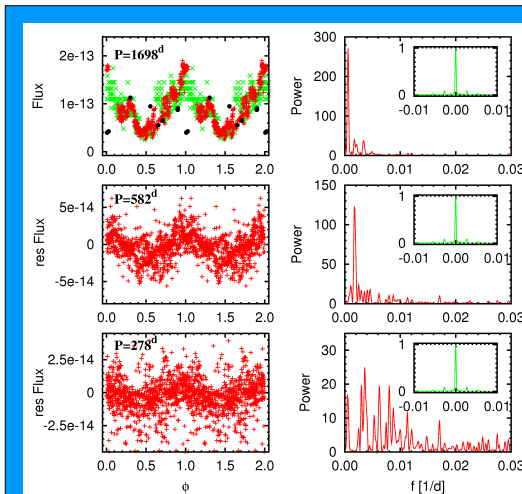 P=1698d
2e-13
1e-13
0
Flux
0.0 0.5 1.0 1.5 2.0
300
200
100
0
Power
1
0
-0.01 0.00 0.01
0.00 0.01 0.02 0.03
P=582d
5e-14
0
-5e-14
res Flux
0.0 0.5 1.0 1.5 2.0
150
100
50
0
Power
1
0
-0.01 0.00 0.01
0.00 0.01 0.02 0.03
P=278d
2.5e-14
0
-2.5e-14
res Flux
0.0 0.5 1.0 1.5 2.0
ϕ
30
20
10
0
Power
1
0
-0.01 0.00 0.01
0.00 0.01 0.02 0.03
f [1/d]